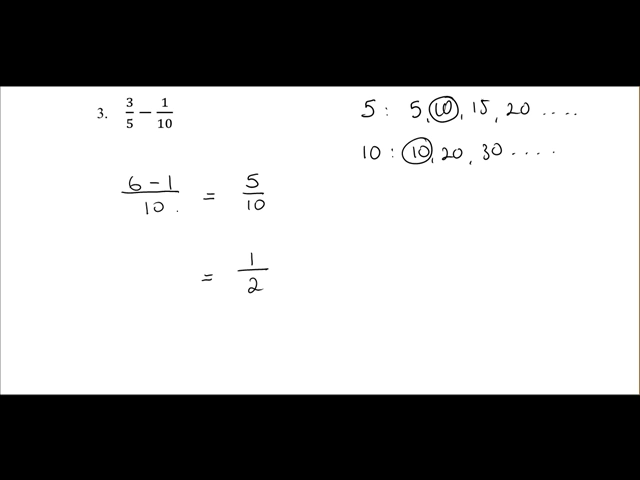 3. 3/5 − 1/10
6 − 1/10 = 5/10
= 1/2
5 : 5, 10, 15, 20 ....
10 : 10, 20, 30 ....